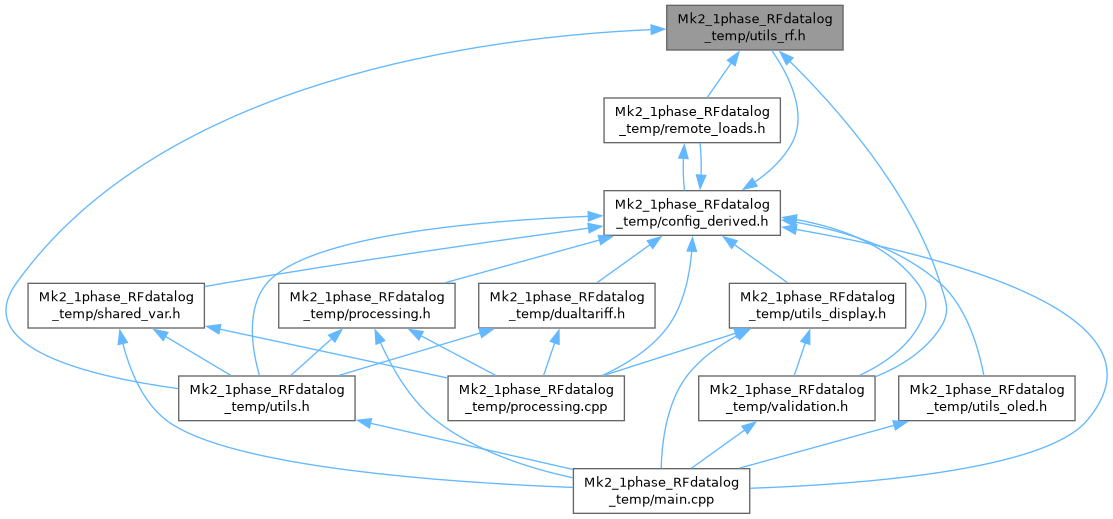 Mk2_1phase_RFdatalog
_temp/utils_rf.h
Mk2_1phase_RFdatalog
_temp/remote_loads.h
Mk2_1phase_RFdatalog
_temp/config_derived.h
Mk2_1phase_RFdatalog
_temp/shared_var.h
Mk2_1phase_RFdatalog
_temp/processing.h
Mk2_1phase_RFdatalog
_temp/dualtariff.h
Mk2_1phase_RFdatalog
_temp/utils_display.h
Mk2_1phase_RFdatalog
_temp/utils.h
Mk2_1phase_RFdatalog
_temp/processing.cpp
Mk2_1phase_RFdatalog
_temp/validation.h
Mk2_1phase_RFdatalog
_temp/utils_oled.h
Mk2_1phase_RFdatalog
_temp/main.cpp